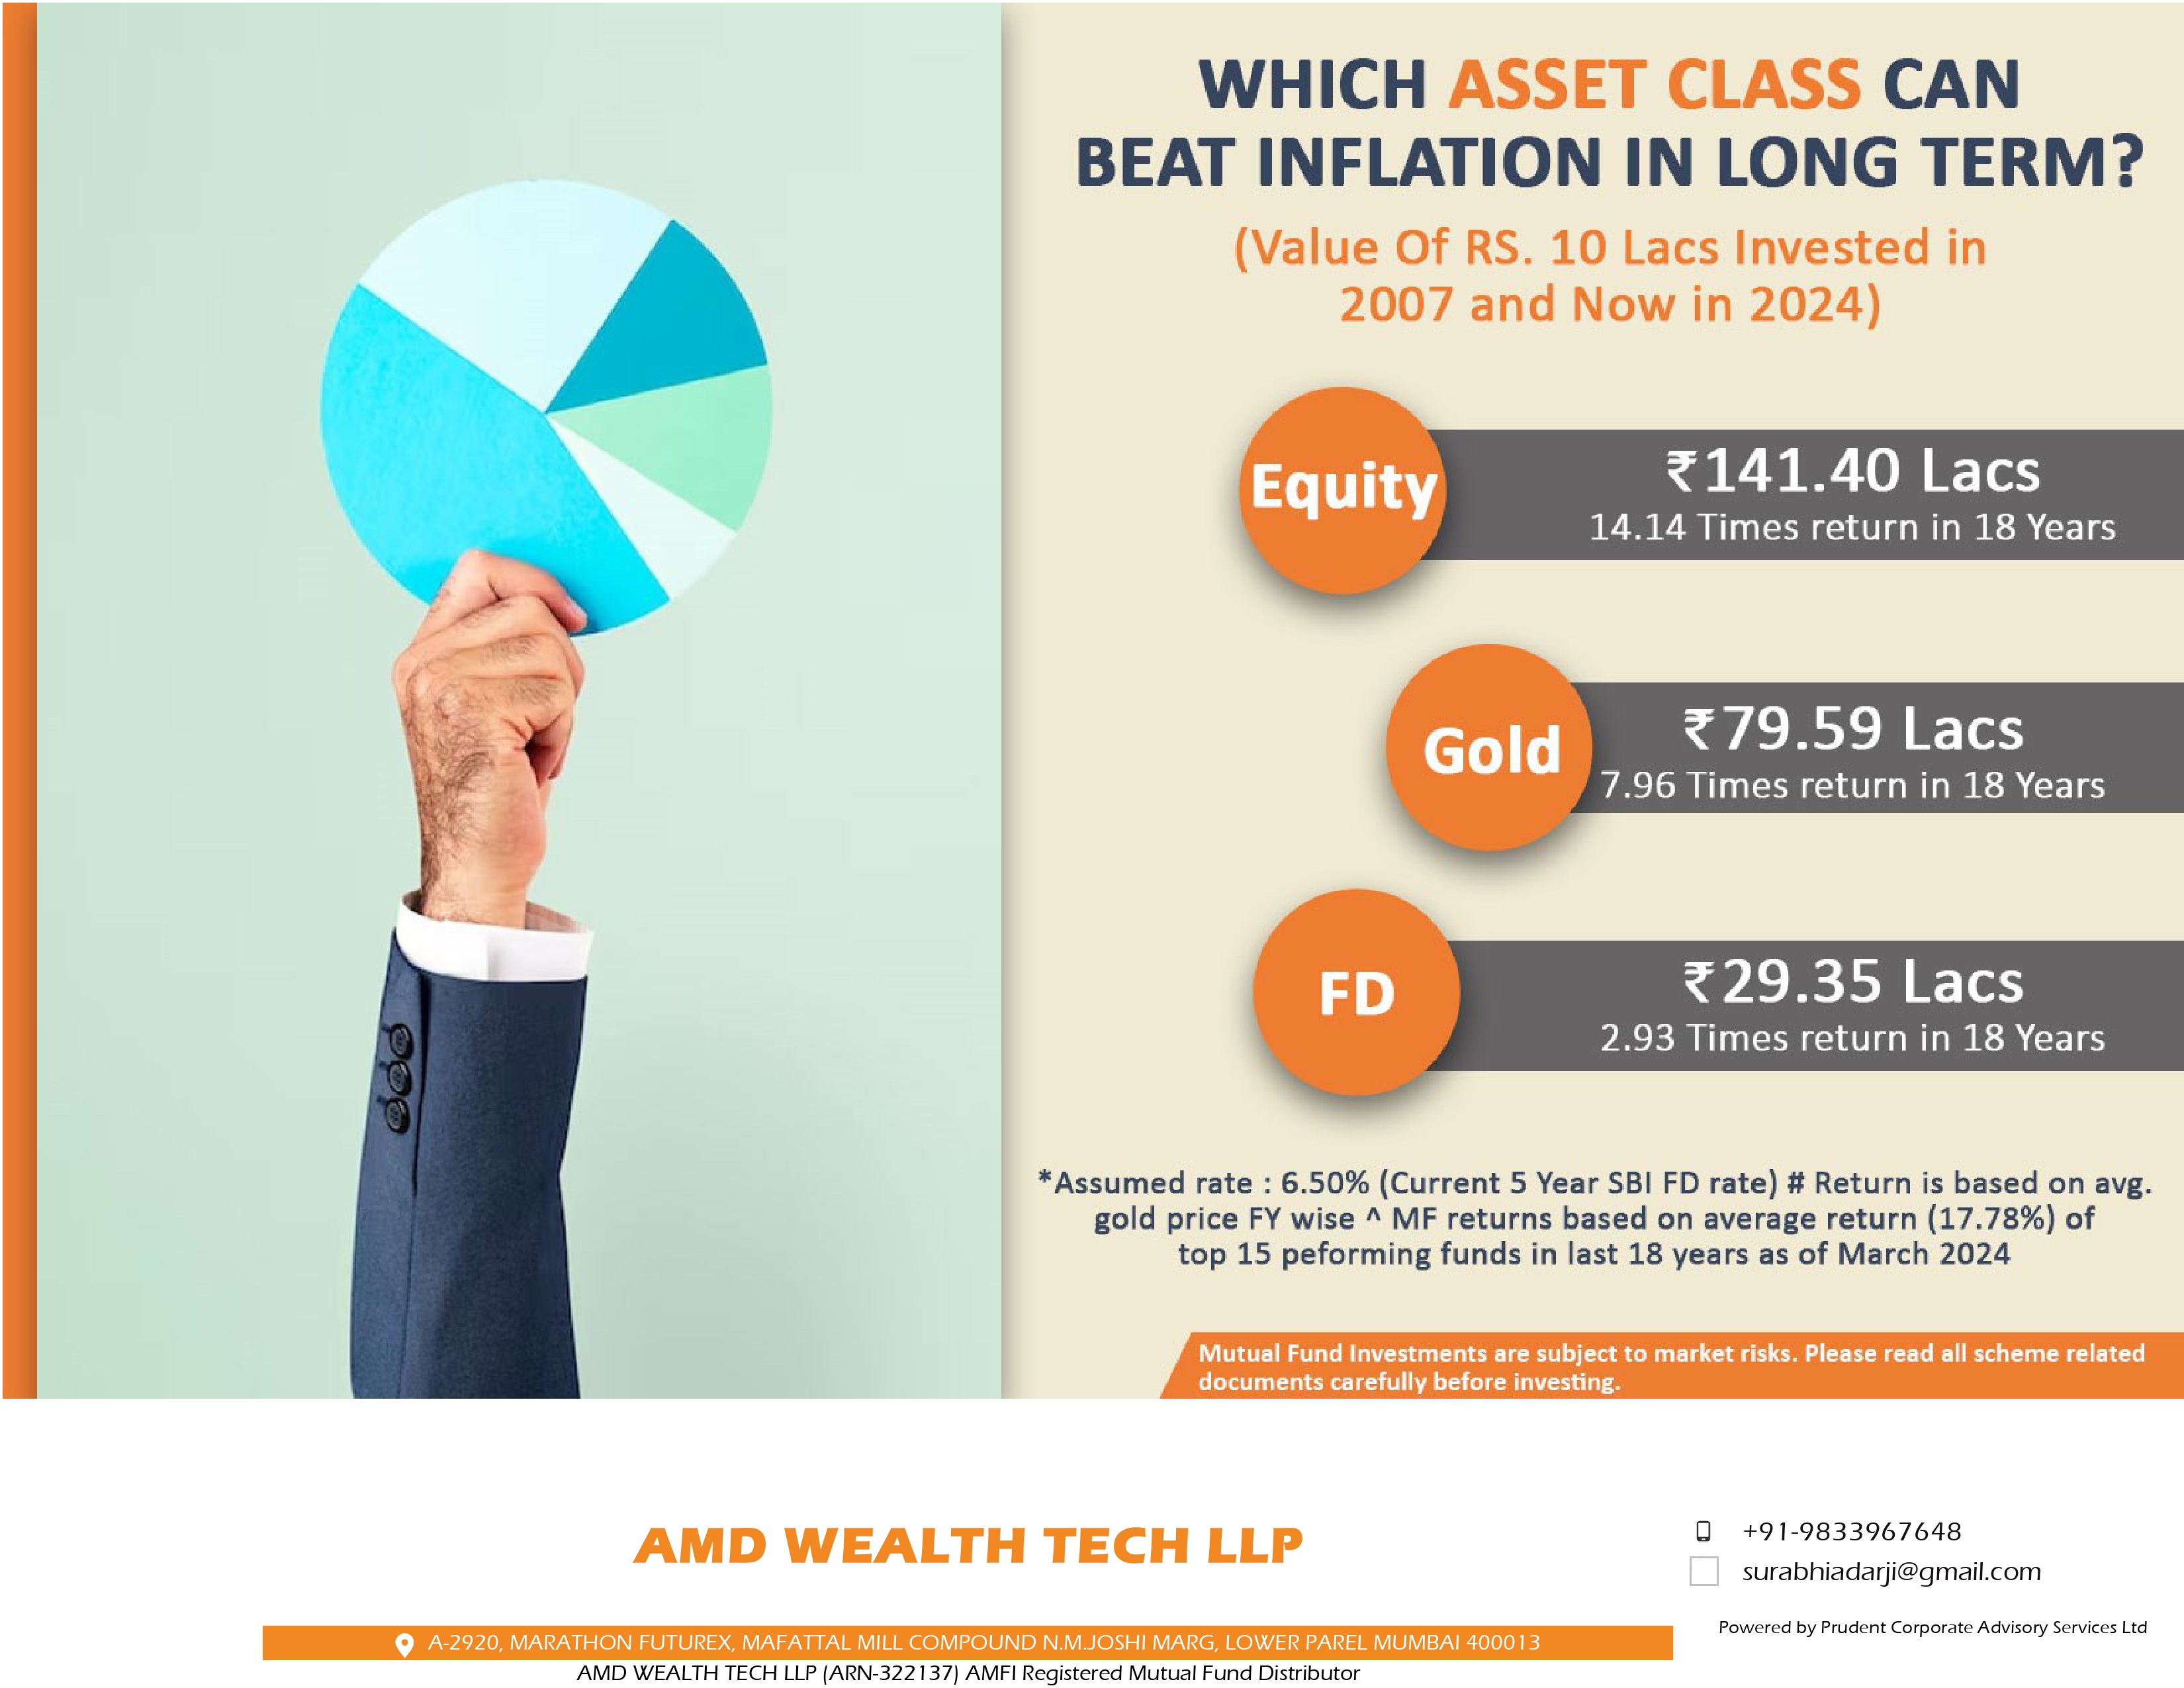 WHICH ASSET CLASS CAN
BEAT INFLATION IN LONG TERM?
(Value Of RS. 10 Lacs Invested in
2007 and Now in 2024)
Equity
₹141.40 Lacs
14.14 Times return in 18 Years
Gold
₹79.59 Lacs
7.96 Times return in 18 Years
FD
₹29.35 Lacs
2.93 Times return in 18 Years
*Assumed rate : 6.50% (Current 5 Year SBI FD rate) # Return is based on avg.
gold price FY wise ^ MF returns based on average return (17.78%) of
top 15 peforming funds in last 18 years as of March 2024
Mutual Fund Investments are subject to market risks. Please read all scheme related
documents carefully before investing.
AMD WEALTH TECH LLP
+91-9833967648
surabhiadarji@gmail.com
Powered by Prudent Corporate Advisory Services Ltd
A-2920, MARATHON FUTUREX, MAFATTAL MILL COMPOUND N.M.JOSHI MARG, LOWER PAREL MUMBAI 400013
AMD WEALTH TECH LLP (ARN-322137) AMFI Registered Mutual Fund Distributor